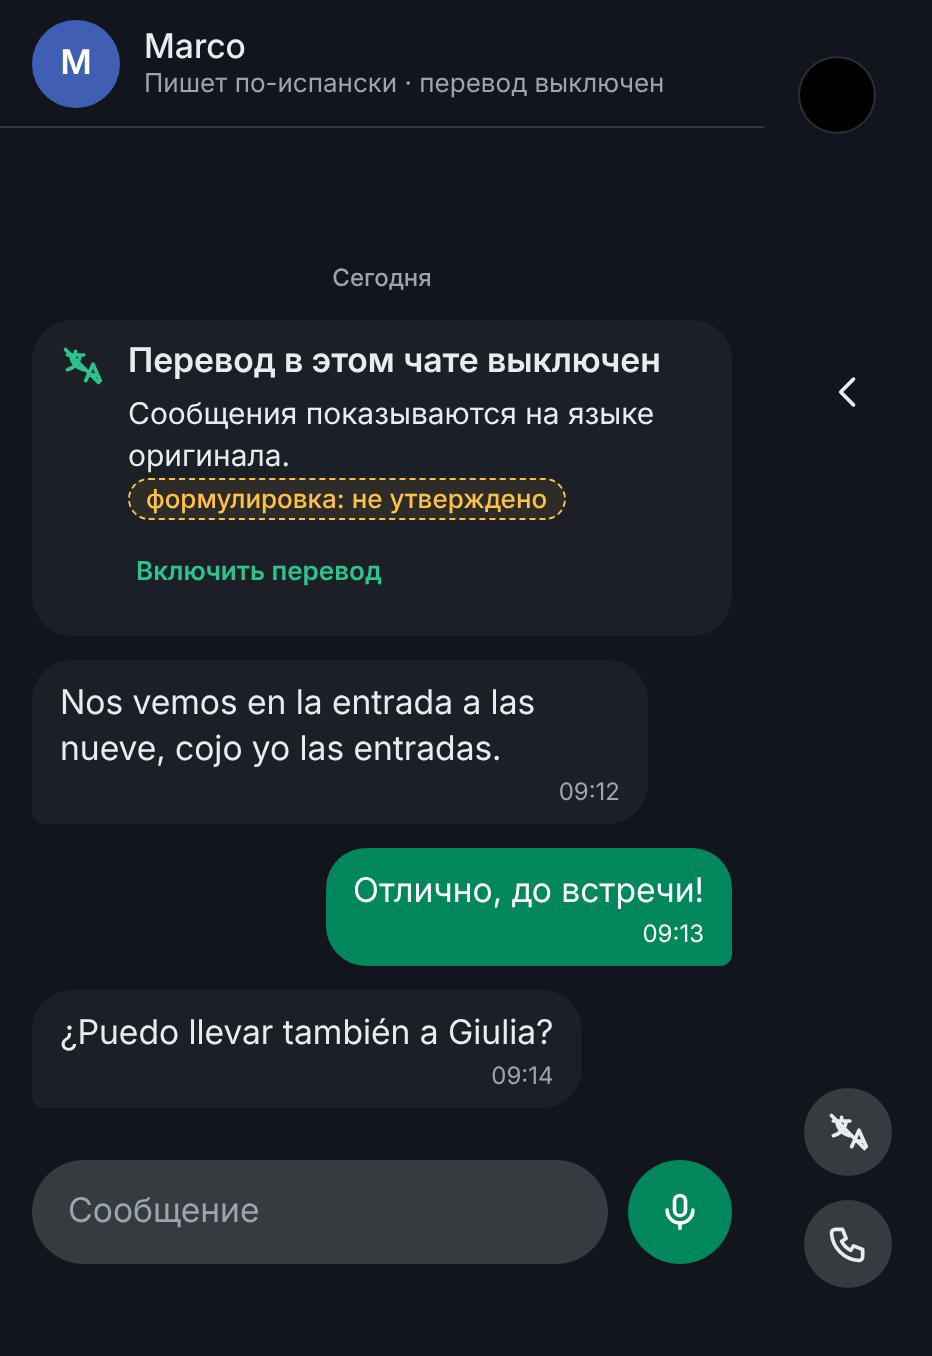 M
Marco
Пишет по-испански · перевод выключен
Сегодня
Перевод в этом чате выключен
Сообщения показываются на языке
оригинала.
формулировка: не утверждено
Включить перевод
Nos vemos en la entrada a las
nueve, cojo yo las entradas.
09:12
Отлично, до встречи!
09:13
¿Puedo llevar también a Giulia?
09:14
Сообщение